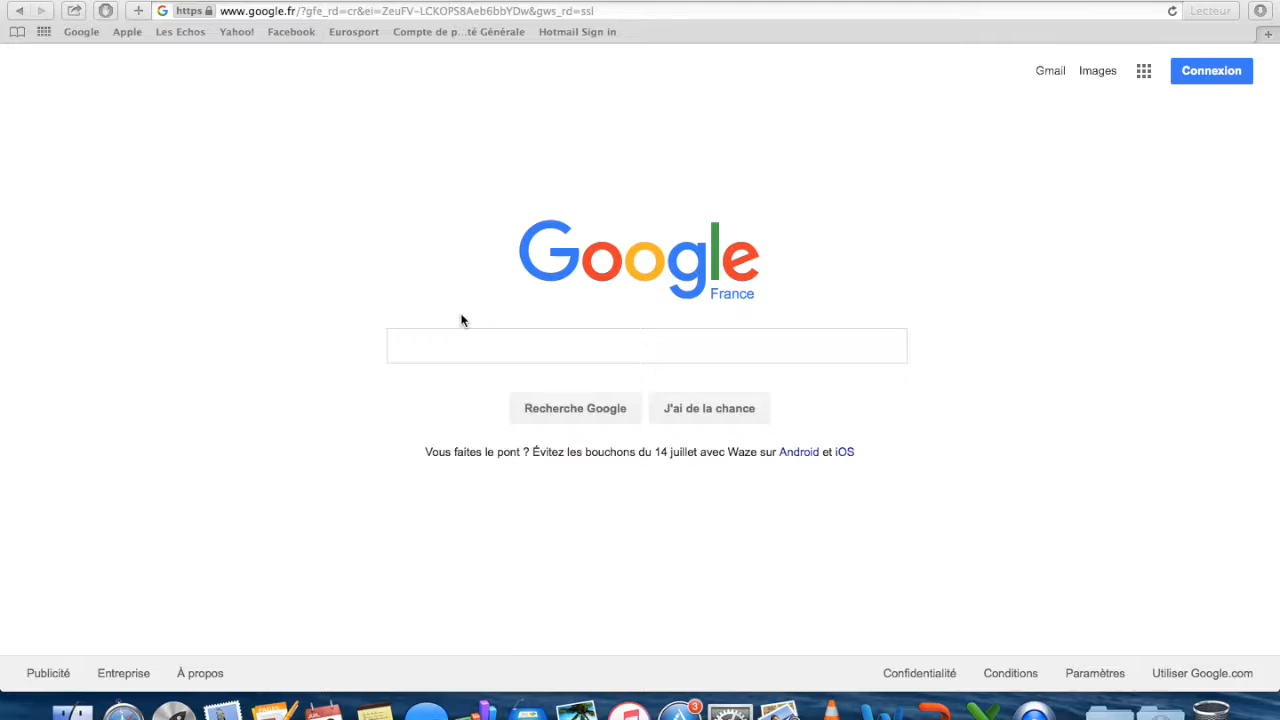 https www.google.fr/?gfe_rd=cr&ei=ZeuFV-LCKOPS8Aeb6bbYDw&gws_rd=ssl Lecteur
Google Apple Les Echos Yahoo! Facebook Eurosport Compte de p...té Générale Hotmail Sign in
Gmail Images Connexion
Google
France
Recherche Google J'ai de la chance
Vous faites le pont ? Évitez les bouchons du 14 juillet avec Waze sur Android et iOS
Publicité Entreprise À propos Confidentialité Conditions Paramètres Utiliser Google.com
3